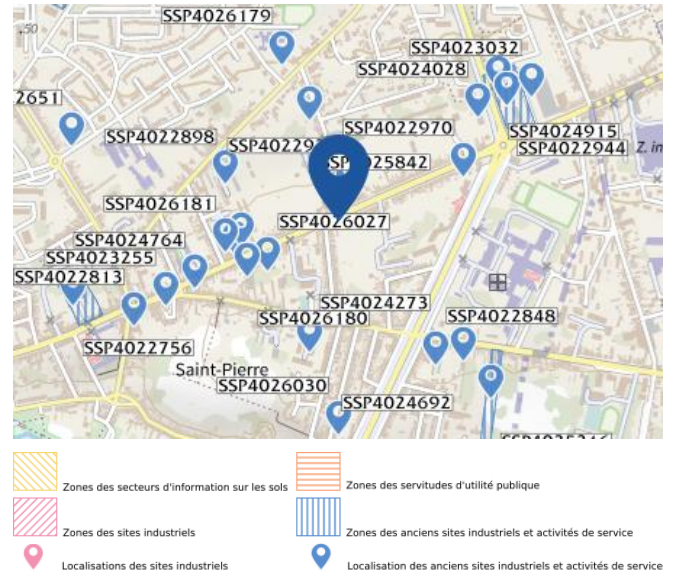 SSP4026179
.50
SSP4023032
SSP4024028
2651
SSP4022898
SSP4022970
SSP4024915
SSP4022944
Z. in
SSP4026181
SSP4026027
SSP4024764
SSP4023255
SSP4022813
SSP4024273
SSP4026180
SSP4022848
SSP4022756
Saint-Pierre
SSP4026030
SSP4024692
Zones des secteurs d'information sur les sols
Zones des servitudes d'utilité publique
Zones des sites industriels
Zones des anciens sites industriels et activités de service
Localisations des sites industriels
Localisation des anciens sites industriels et activités de service